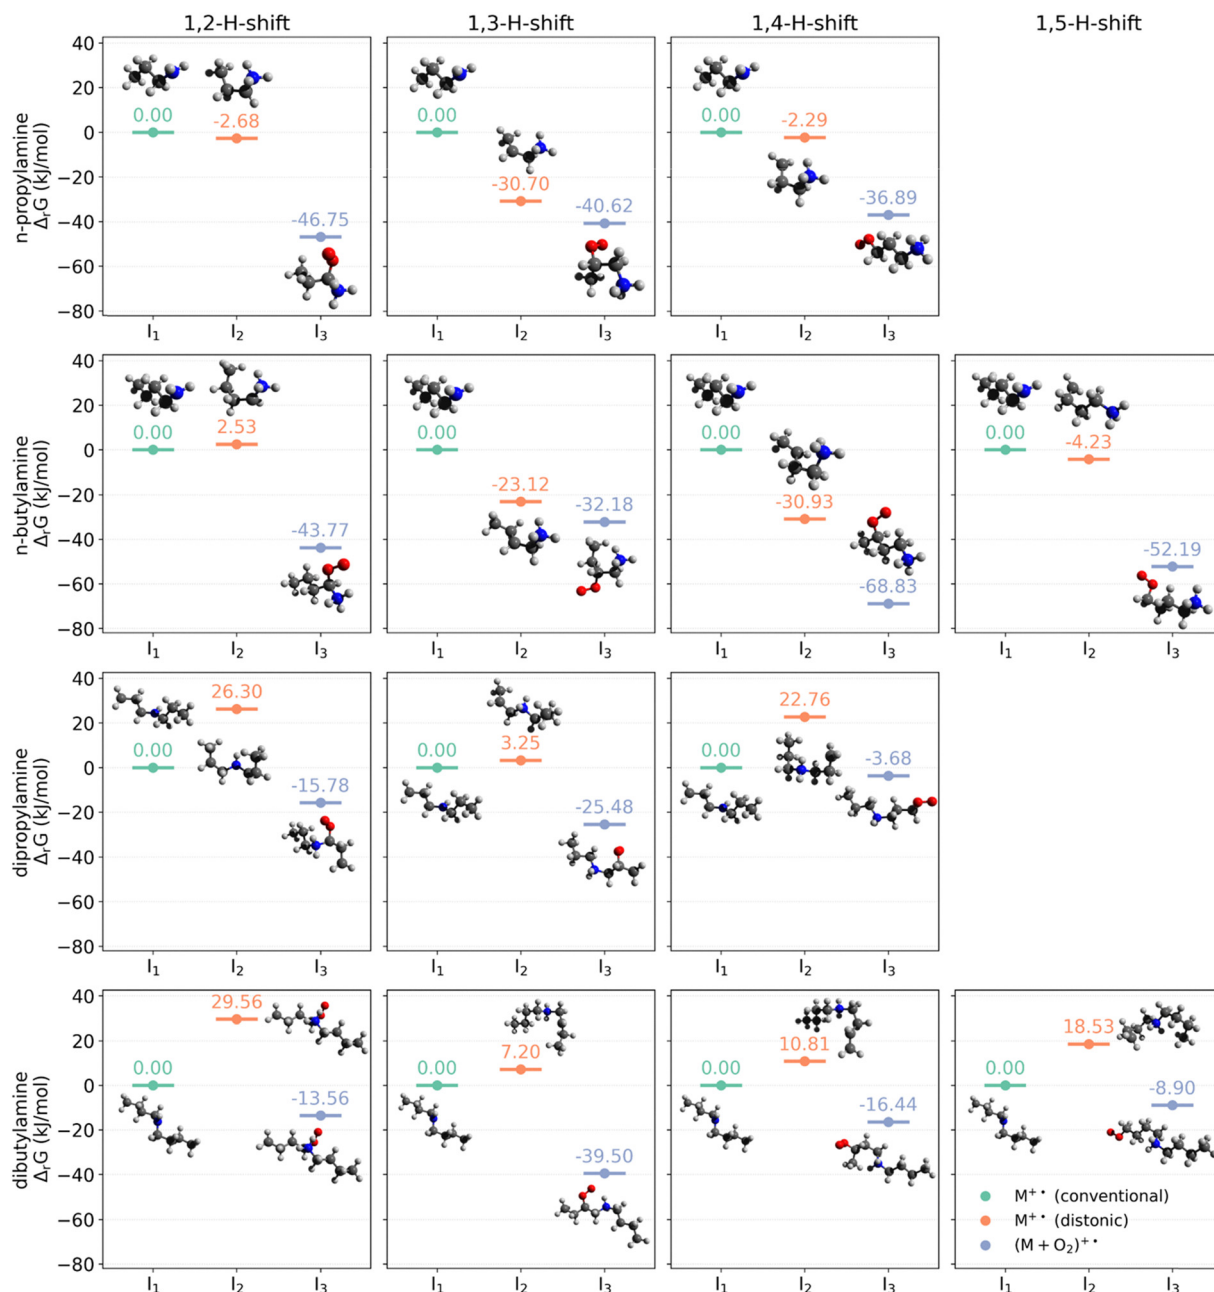 1,2-H-shift 1,3-H-shift 1,4-H-shift 1,5-H-shift
n-propylamine
ΔrG (kJ/mol)
40
20
0
−20
−40
−60
−80
0.00 -2.68 -46.75
0.00 -30.70 -40.62
0.00 -2.29 -36.89
I1 I2 I3 I1 I2 I3 I1 I2 I3
n-butylamine
ΔrG (kJ/mol)
40
20
0
−20
−40
−60
−80
0.00 2.53 -43.77
0.00 -23.12 -32.18
0.00 -30.93 -68.83
0.00 -4.23 -52.19
I1 I2 I3 I1 I2 I3 I1 I2 I3 I1 I2 I3
dipropylamine
ΔrG (kJ/mol)
40
20
0
−20
−40
−60
−80
0.00 26.30 -15.78
0.00 3.25 -25.48
0.00 22.76 -3.68
I1 I2 I3 I1 I2 I3 I1 I2 I3
dibutylamine
ΔrG (kJ/mol)
40
20
0
−20
−40
−60
−80
0.00 29.56 -13.56
0.00 7.20 -39.50
0.00 10.81 -16.44
0.00 18.53 -8.90
M+• (conventional)
M+• (distonic)
(M + O2)+•
I1 I2 I3 I1 I2 I3 I1 I2 I3 I1 I2 I3